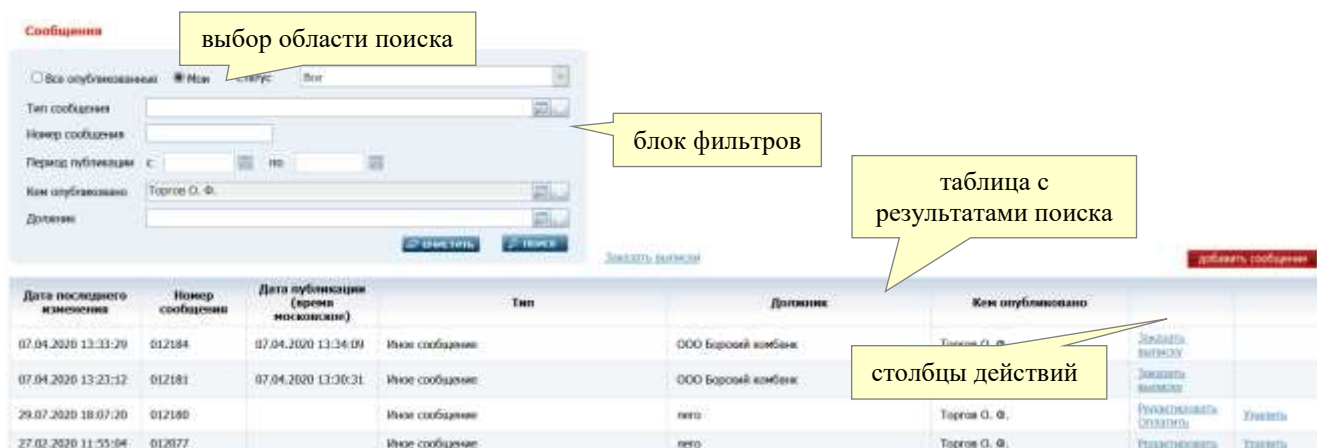 Сообщения
выбор области поиска
Все опубликованные Мои Статус Все
Тип сообщения
Номер сообщения
блок фильтров
Период публикации с по
Кем опубликовано Торгов О. Ф.
таблица с
результатами поиска
Должник
очистить поиск
Заказать выписки
добавить сообщение
Дата последнего изменения Номер сообщения Дата публикации (время московское) Тип Должник Кем опубликовано
07.04.2020 13:33:29 012184 07.04.2020 13:34:09 Иное сообщение ООО Боровой комбанк Торгов О. Ф. Заказать выписку
столбцы действий
07.04.2020 13:23:12 012181 07.04.2020 13:30:31 Иное сообщение ООО Боровой комбанк Заказать выписку
29.07.2020 18:07:20 012180 Иное сообщение Торгов О. Ф. Редактировать Оплатить Удалить
27.02.2020 11:55:04 012077 Иное сообщение Торгов О. Ф. Редактировать Удалить